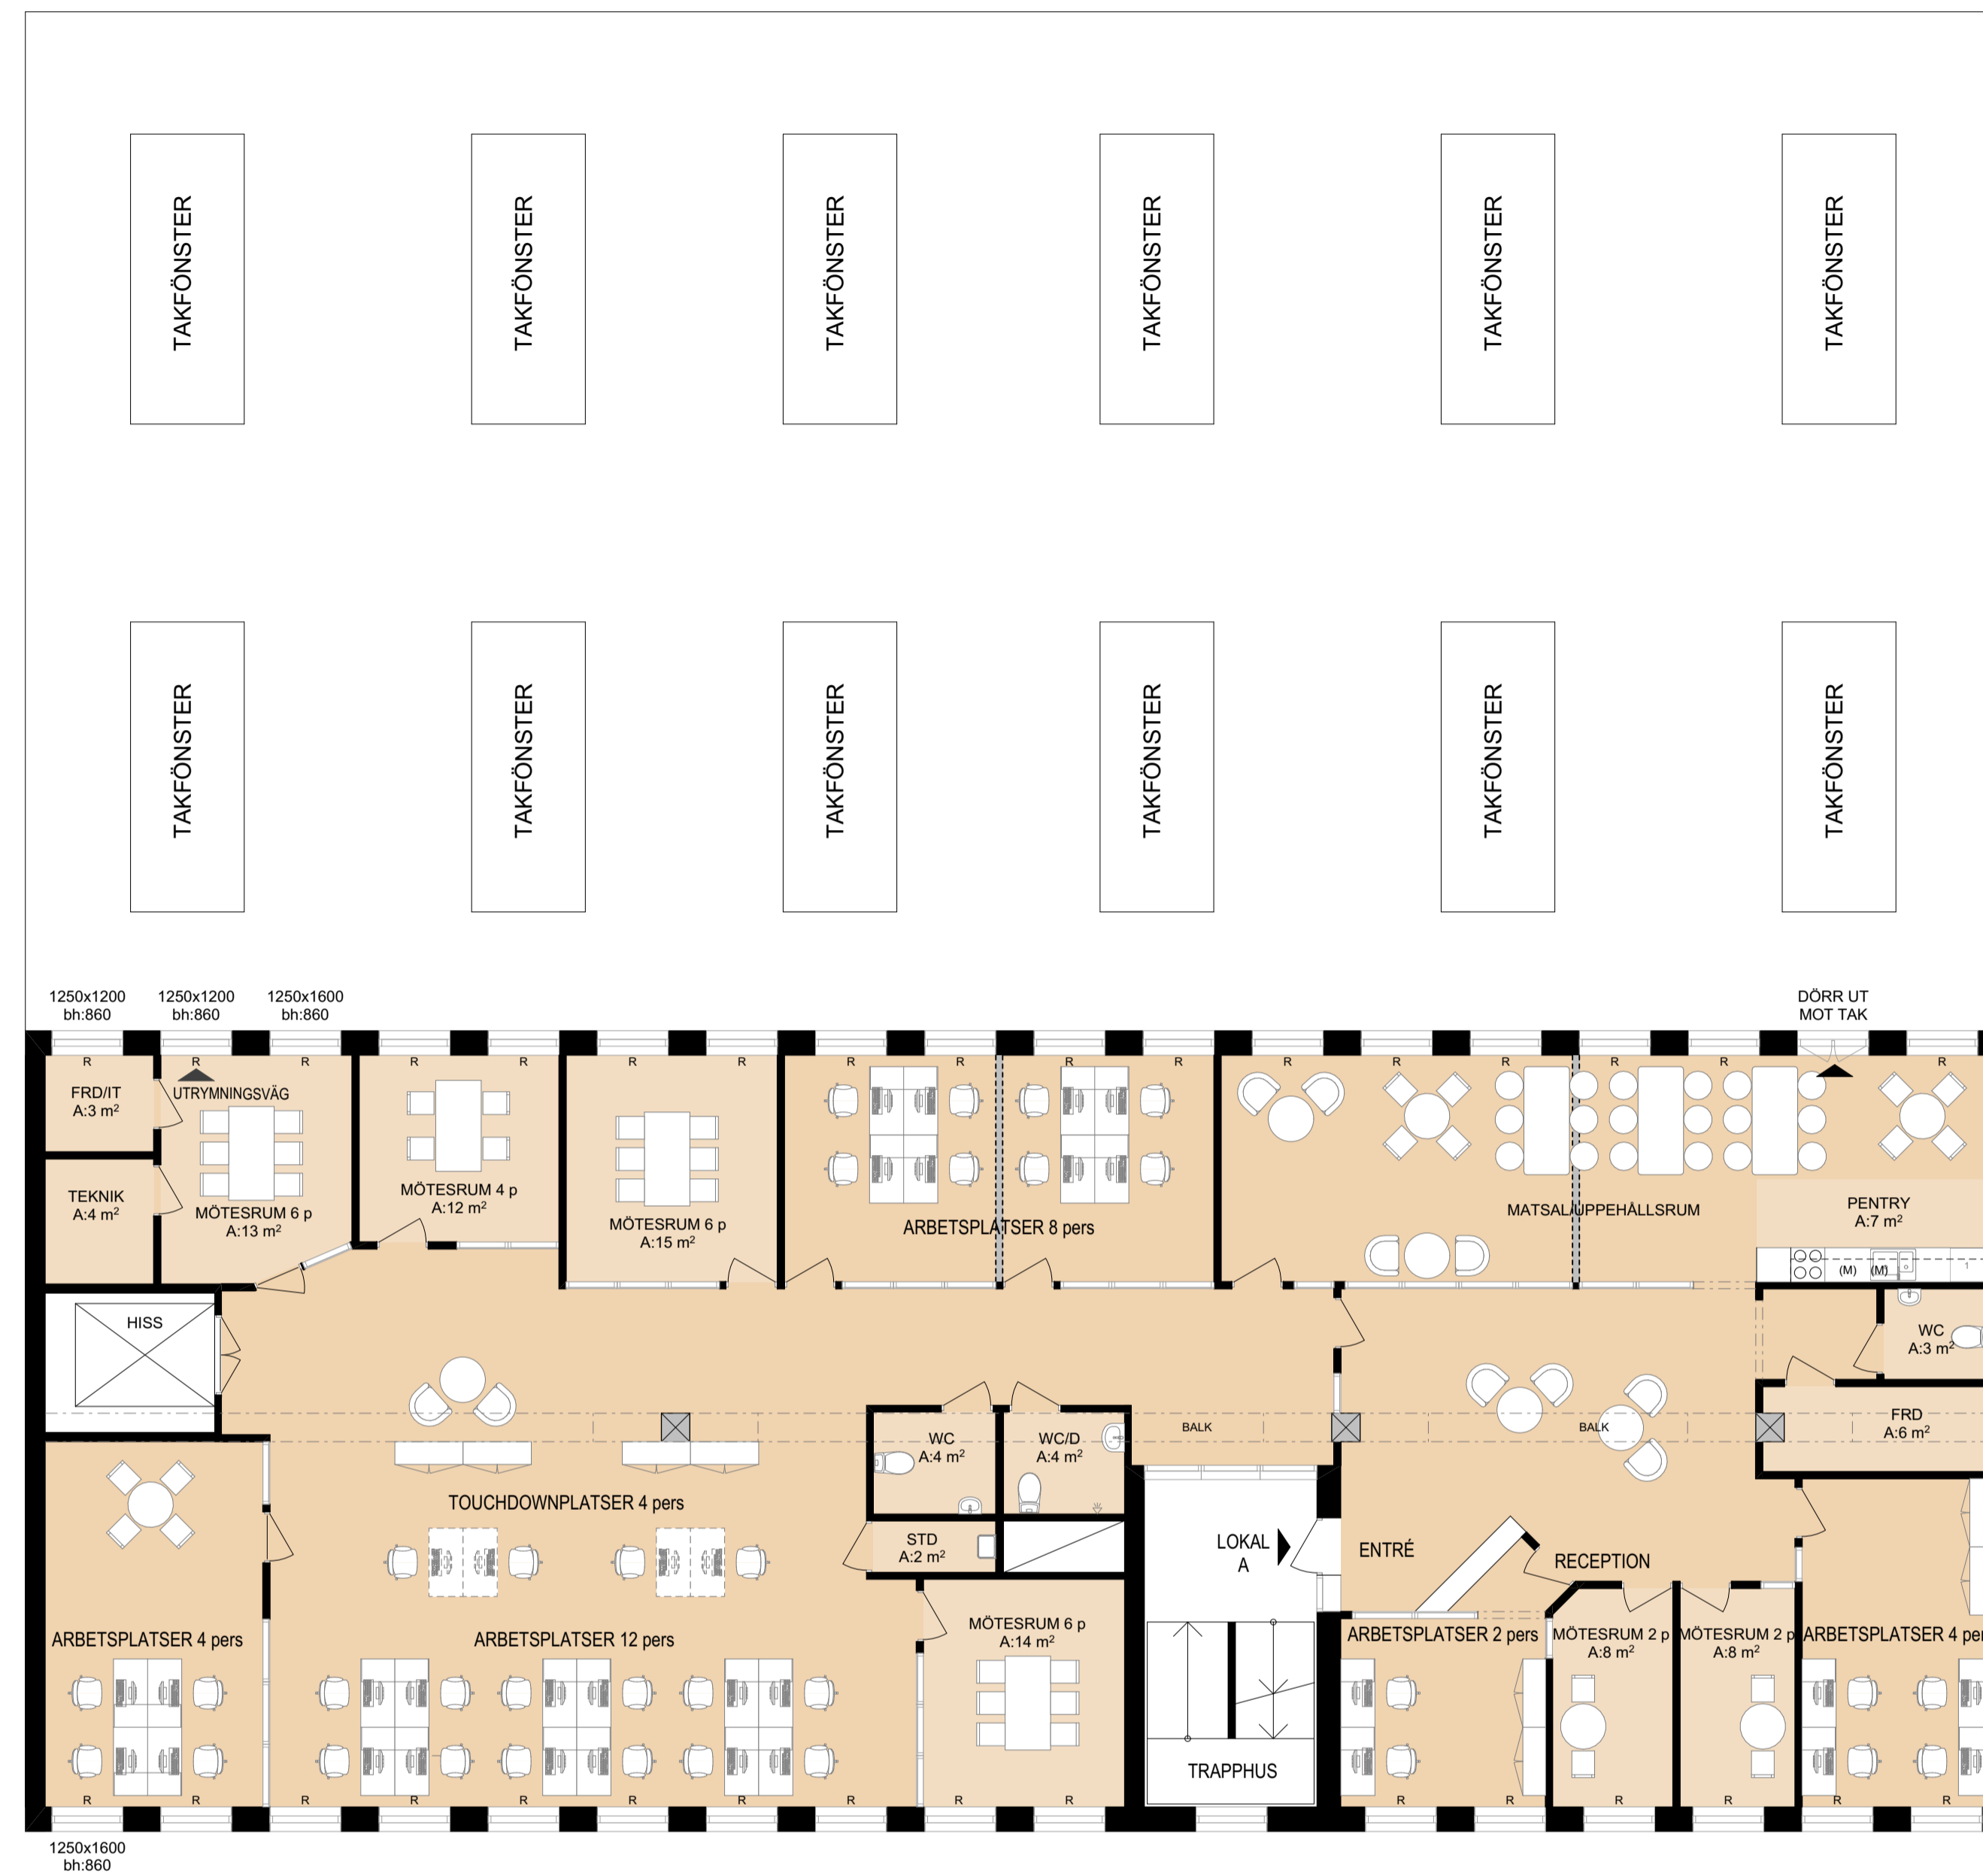 TAKFÖNSTER
TAKFÖNSTER
TAKFÖNSTER
TAKFÖNSTER
TAKFÖNSTER
TAKFÖNSTER
TAKFÖNSTER
TAKFÖNSTER
TAKFÖNSTER
TAKFÖNSTER
TAKFÖNSTER
TAKFÖNSTER
1250x1200
bh:860
1250x1200
bh:860
1250x1600
bh:860
DÖRR UT
MOT TAK
R R R R R R R R R R R R R R R R R
FRD/IT
A:3 m²
UTRYMNINGSVÄG
TEKNIK
A:4 m²
MÖTESRUM 6 p
A:13 m²
MÖTESRUM 4 p
A:12 m²
MÖTESRUM 6 p
A:15 m²
ARBETSPLATSER 8 pers
MATSAL/UPPEHÅLLSRUM
PENTRY
A:7 m²
(M) (M)
1
HISS
WC
A:3 m²
BALK
BALK
FRD
A:6 m²
WC
A:4 m²
WC/D
A:4 m²
TOUCHDOWNPLATSER 4 pers
STD
A:2 m²
LOKAL
A
ENTRÉ
RECEPTION
ARBETSPLATSER 4 pers
ARBETSPLATSER 12 pers
MÖTESRUM 6 p
A:14 m²
ARBETSPLATSER 2 pers
MÖTESRUM 2 p
A:8 m²
MÖTESRUM 2 p
A:8 m²
ARBETSPLATSER 4 per
TRAPPHUS
R R R R R R R R R R R R R R R R
1250x1600
bh:860